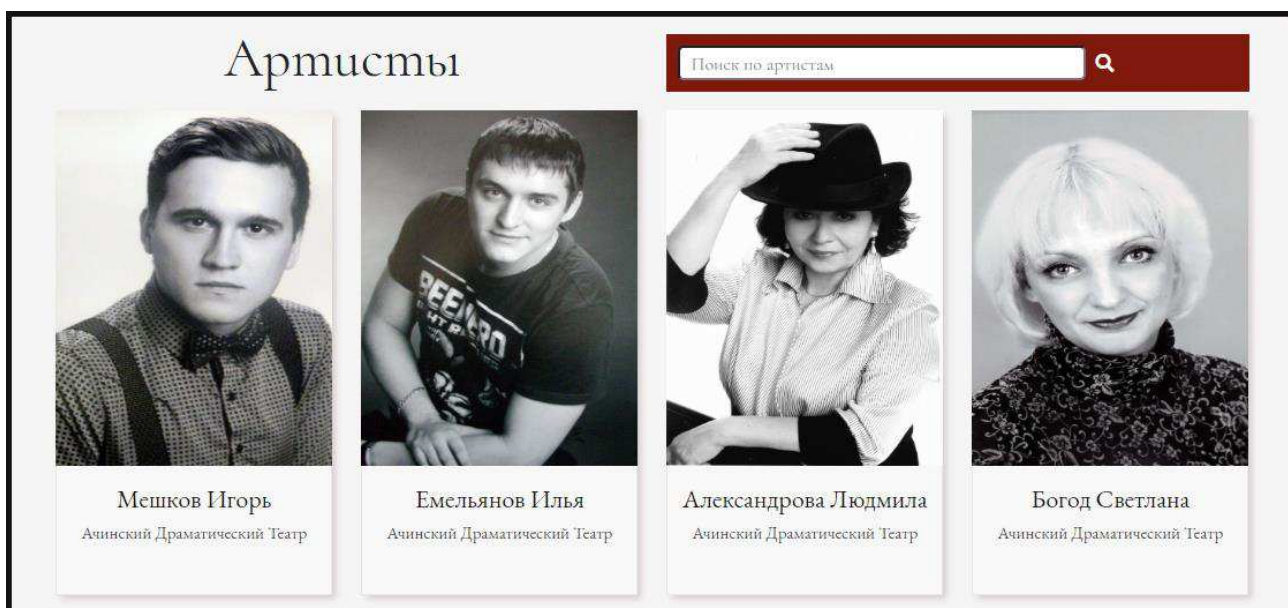 Артисты
Поиск по артистам
Мешков Игорь
Ачинский Драматический Театр
Емельянов Илья
Ачинский Драматический Театр
Александрова Людмила
Ачинский Драматический Театр
Богод Светлана
Ачинский Драматический Театр